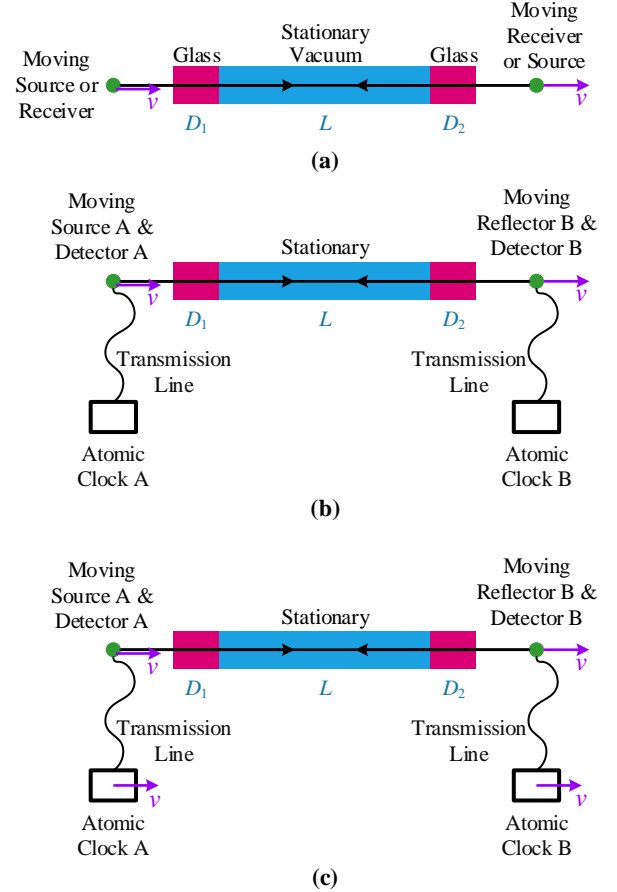 Moving
Source or
Receiver
Glass
Stationary
Vacuum
Glass
Moving
Receiver
or Source
v
v
D1
L
D2
(a)
Moving
Source A &
Detector A
Stationary
Moving
Reflector B &
Detector B
v
v
D1
L
D2
Transmission
Line
Transmission
Line
Atomic
Clock A
Atomic
Clock B
(b)
Moving
Source A &
Detector A
Stationary
Moving
Reflector B &
Detector B
v
v
D1
L
D2
Transmission
Line
Transmission
Line
v
v
Atomic
Clock A
Atomic
Clock B
(c)